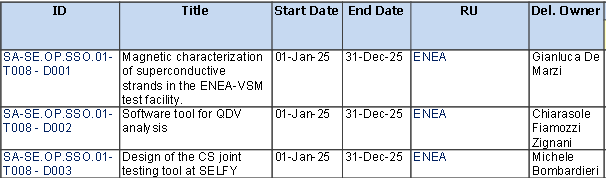 ID Title Start Date End Date RU Del. Owner
SA-SE.OP.SSO.01- Magnetic characterization 01-Jan-25 31-Dec-25 ENEA Gianluca De
T008 - D001 of superconductive Marzi
strands in the ENEA-VSM
test facility.
SA-SE.OP.SSO.01- Software tool for QDV 01-Jan-25 31-Dec-25 ENEA Chiarasole
T008 - D002 analysis Fiamozzi
Zignani
SA-SE.OP.SSO.01- Design of the CS joint 01-Jan-25 31-Dec-25 ENEA Michele
T008 - D003 testing tool at SELFY Bombardieri